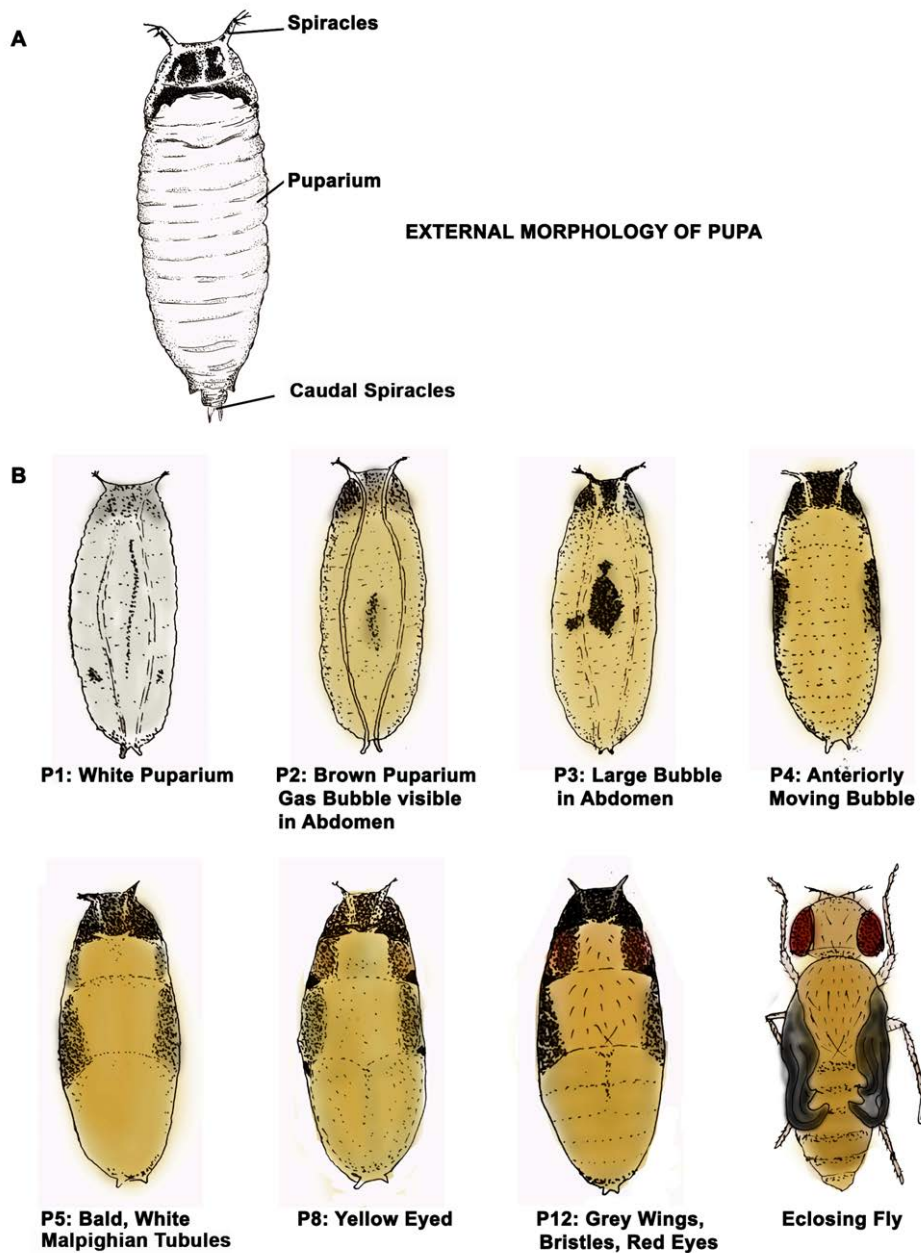 A
Spiracles
Puparium
EXTERNAL MORPHOLOGY OF PUPA
Caudal Spiracles
B
P1: White Puparium
P2: Brown Puparium
Gas Bubble visible
in Abdomen
P3: Large Bubble
in Abdomen
P4: Anteriorly
Moving Bubble
P5: Bald, White
Malpighian Tubules
P8: Yellow Eyed
P12: Grey Wings,
Bristles, Red Eyes
Eclosing Fly